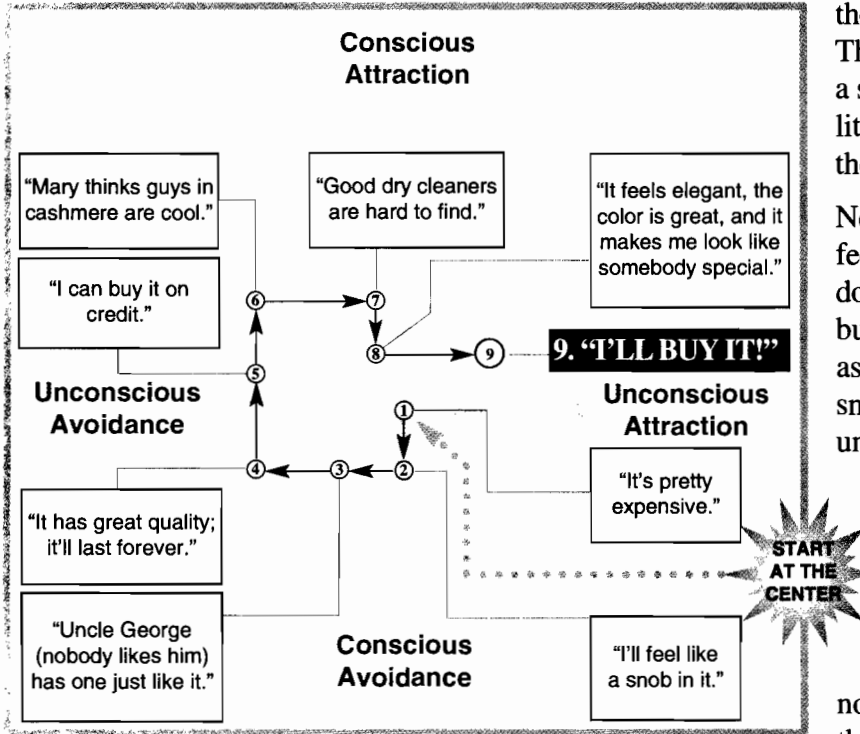 Conscious
Attraction
“Mary thinks guys in
cashmere are cool.”
“Good dry cleaners
are hard to find.”
“It feels elegant, the
color is great, and it
makes me look like
somebody special.”
“I can buy it on
credit.”
6
7
8
9
9. “I’LL BUY IT!”
5
Unconscious
Avoidance
Unconscious
Attraction
1
4
3
2
“It’s pretty
expensive.”
“It has great quality;
it’ll last forever.”
START
AT THE
CENTER
“Uncle George
(nobody likes him)
has one just like it.”
Conscious
Avoidance
“I’ll feel like
a snob in it.”
a s